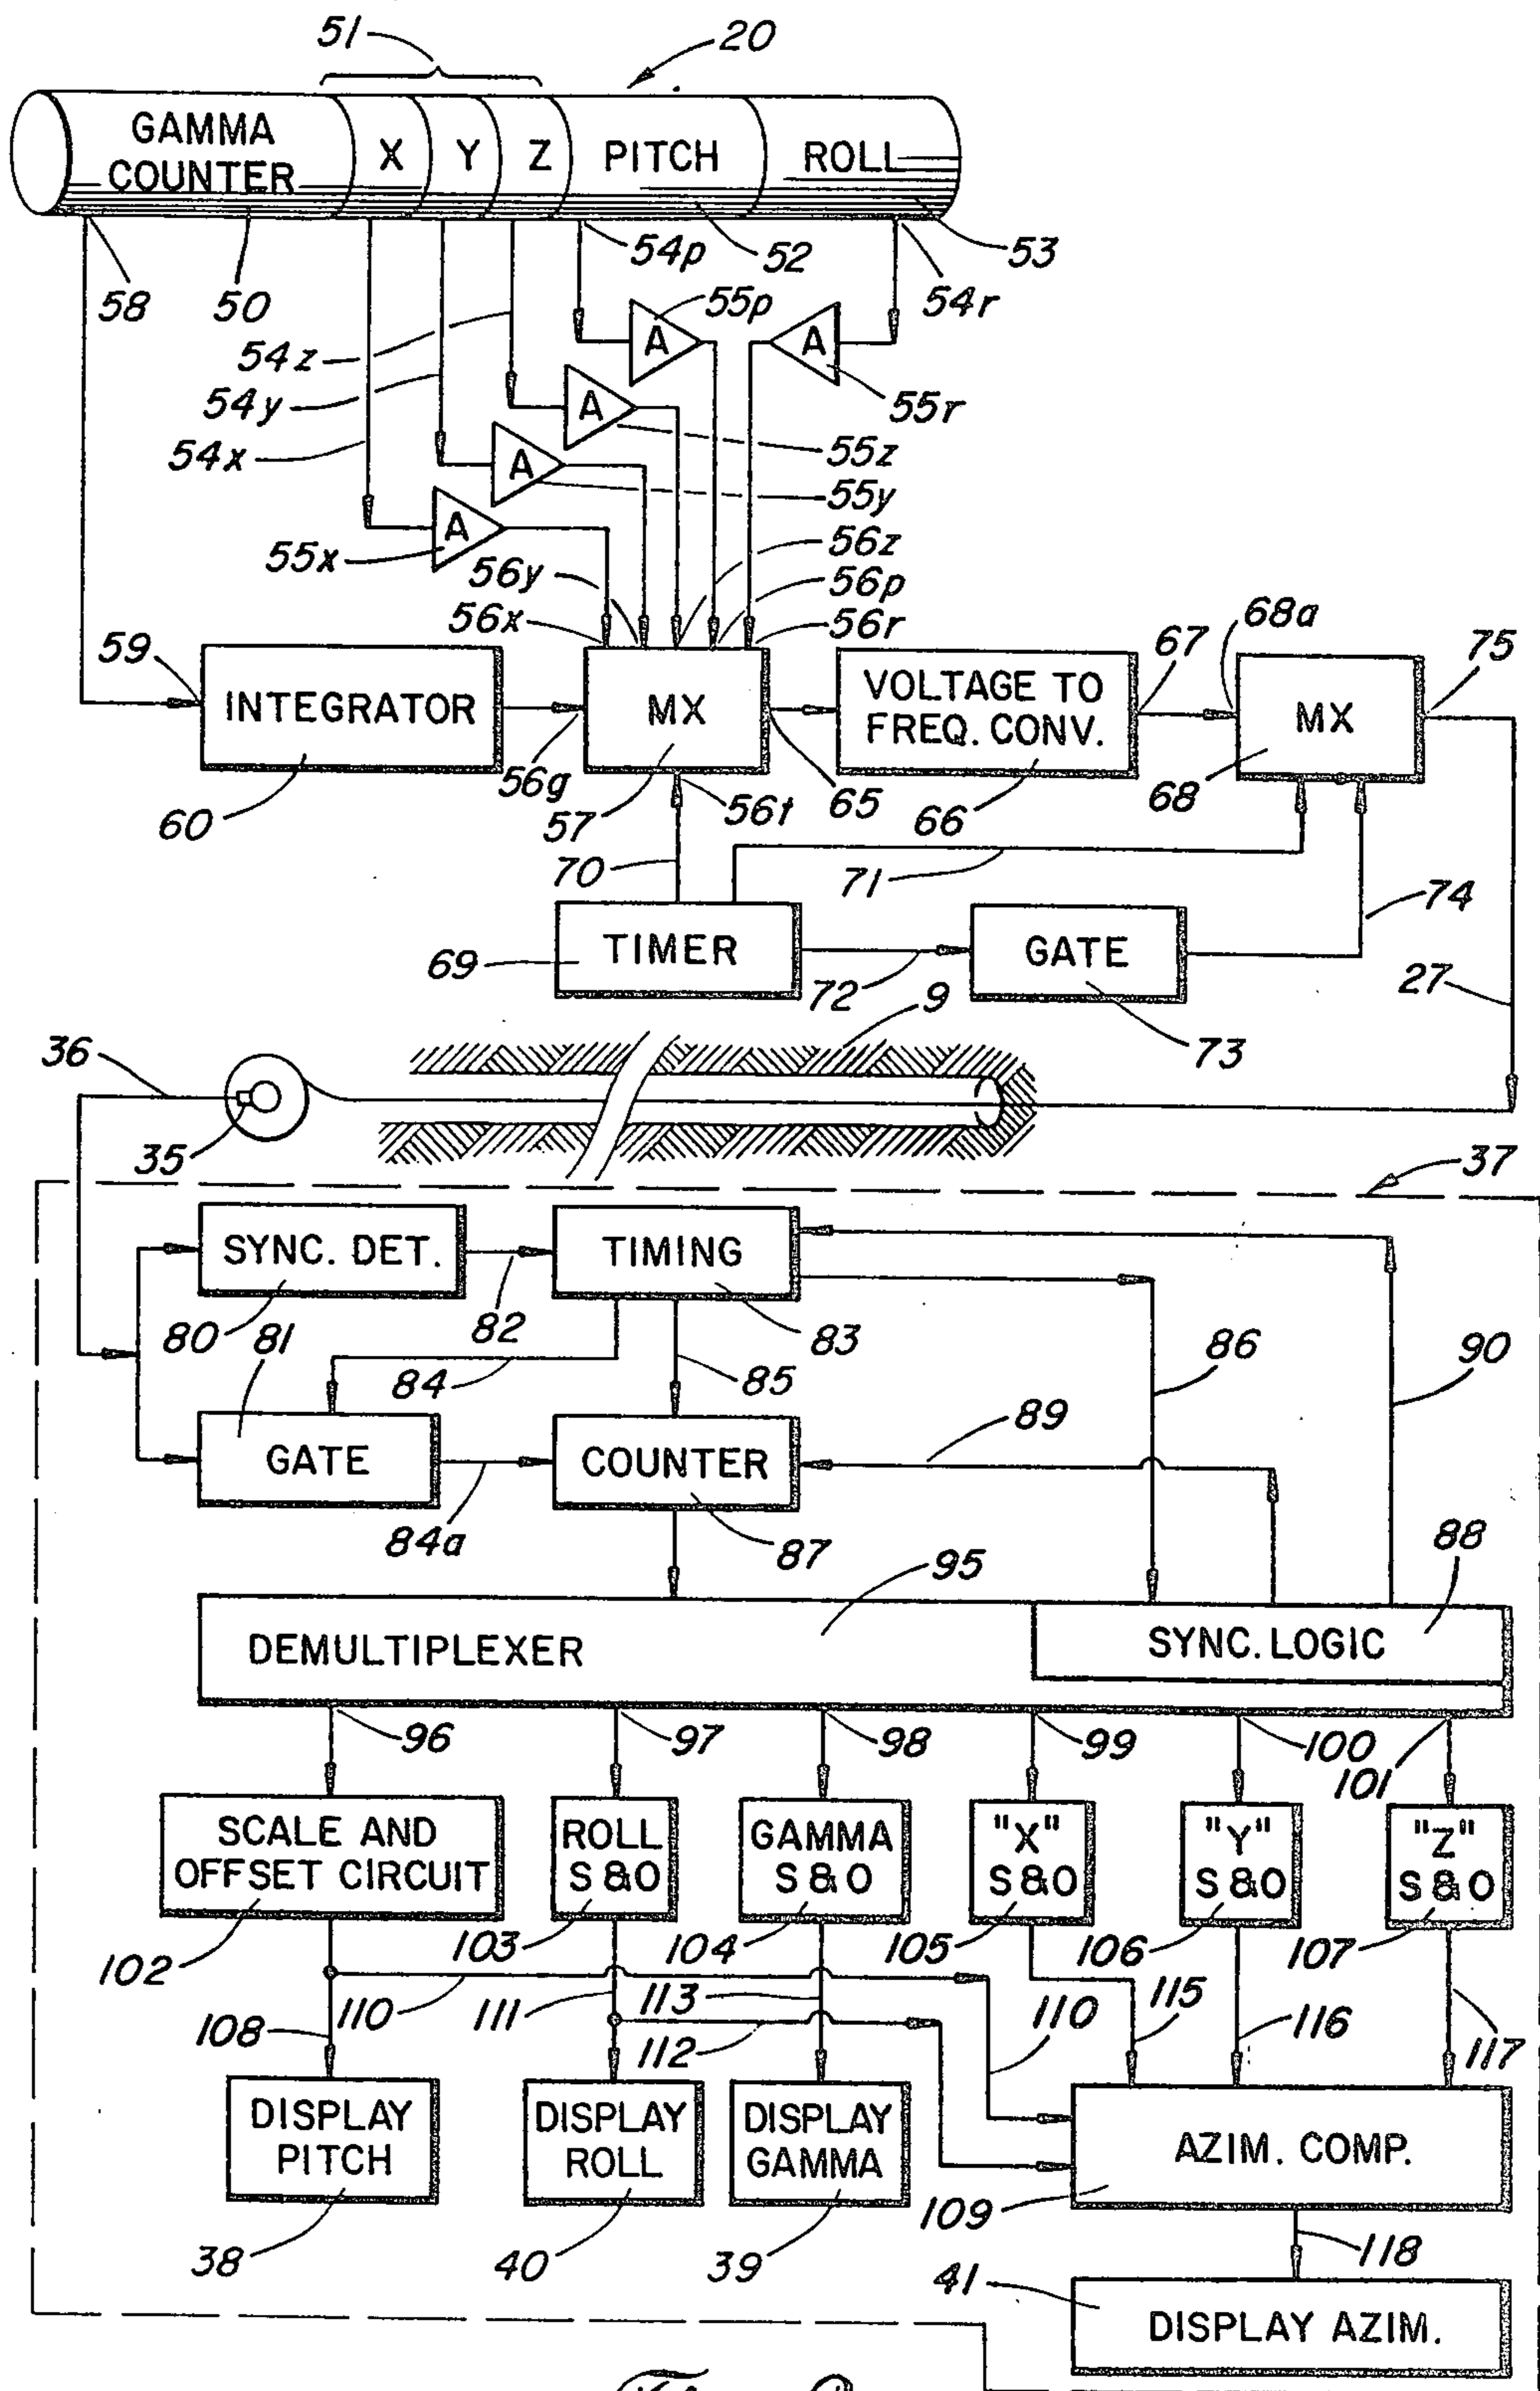 51
20
GAMMA
COUNTER
X
Y
Z
PITCH
ROLL
58
50
54p
52
53
54r
55p
A
A
54z
54y
54x
A
55r
A
55z
55y
A
55x
56y
56z
56p
56x
56r
59
INTEGRATOR
60
56g
MX
57
56t
65
VOLTAGE TO
FREQ. CONV.
66
67
68a
MX
68
75
70
71
74
69
TIMER
72
GATE
73
27
9
36
35
37
SYNC. DET.
80
82
TIMING
83
81
84
85
86
90
GATE
84a
COUNTER
87
89
88
95
DEMULTIPLEXER
SYNC. LOGIC
96
97
98
99
100
101
SCALE AND
OFFSET CIRCUIT
ROLL
S&O
GAMMA
S&O
"X"
S&O
"Y"
S&O
"Z"
S&O
102
103
104
105
106
107
108
110
111
113
112
110
115
116
117
DISPLAY
PITCH
DISPLAY
ROLL
DISPLAY
GAMMA
AZIM. COMP.
109
38
40
39
118
41
DISPLAY AZIM.